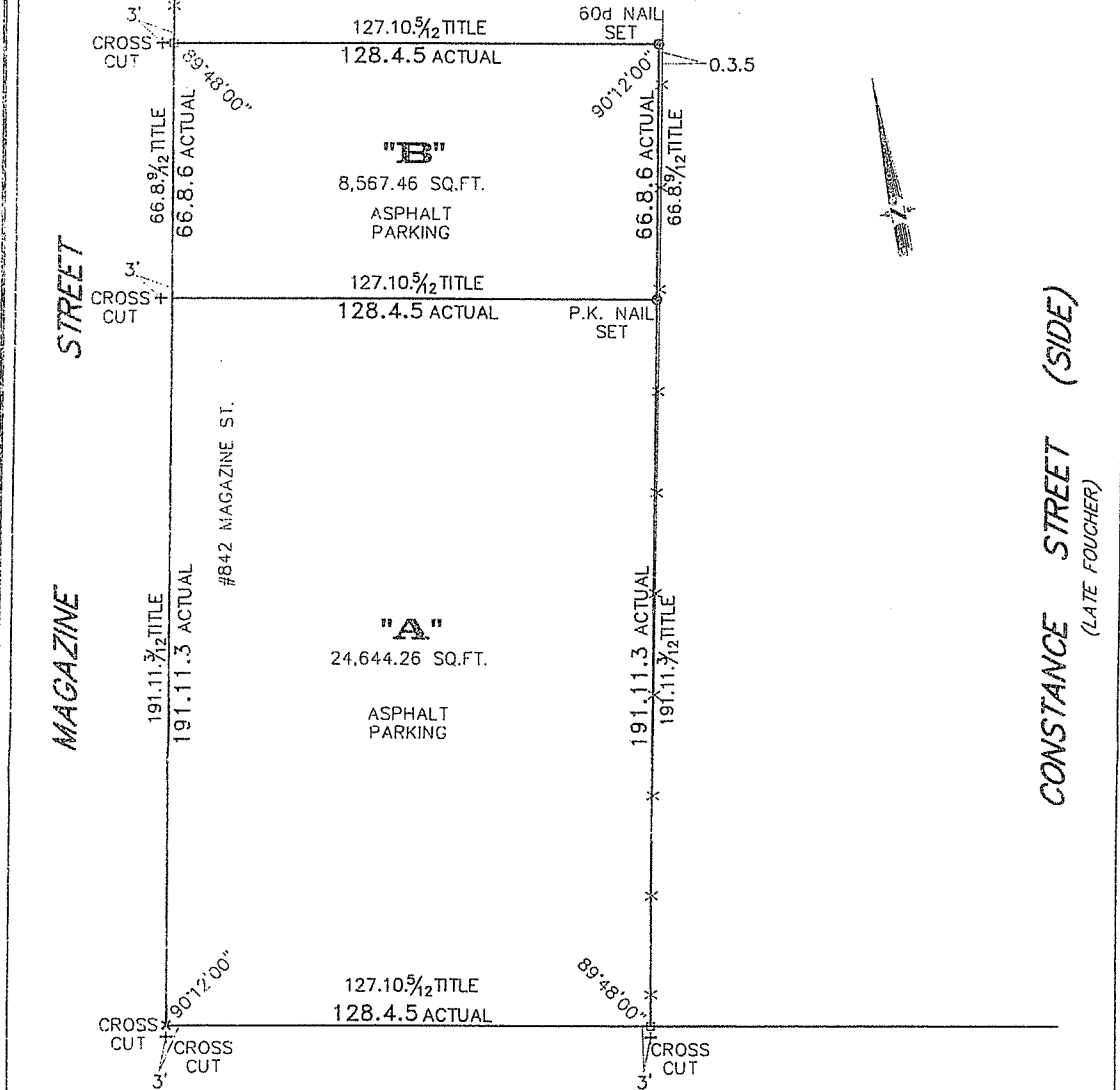 3'
CROSS
CUT
127.10.5/12 TITLE
128.4.5 ACTUAL
60d NAIL
SET
0.3.5
89°48'00"
90°12'00"
66.8.9/12 TITLE
66.8.6 ACTUAL
"B"
8,567.46 SQ.FT.
ASPHALT
PARKING
66.8.6 ACTUAL
66.8.9/12 TITLE
3'
CROSS
CUT
127.10.5/12 TITLE
128.4.5 ACTUAL
P.K. NAIL
SET
MAGAZINE STREET
#842 MAGAZINE ST.
191.11.3/12 TITLE
191.11.3 ACTUAL
"A"
24,644.26 SQ.FT.
ASPHALT
PARKING
191.11.3 ACTUAL
191.11.3/12 TITLE
CONSTANCE STREET (SIDE)
(LATE FOUCHER)
90°12'00"
127.10.5/12 TITLE
128.4.5 ACTUAL
89°48'00"
CROSS
CUT
CROSS
CUT
3'
CROSS
CUT
3'